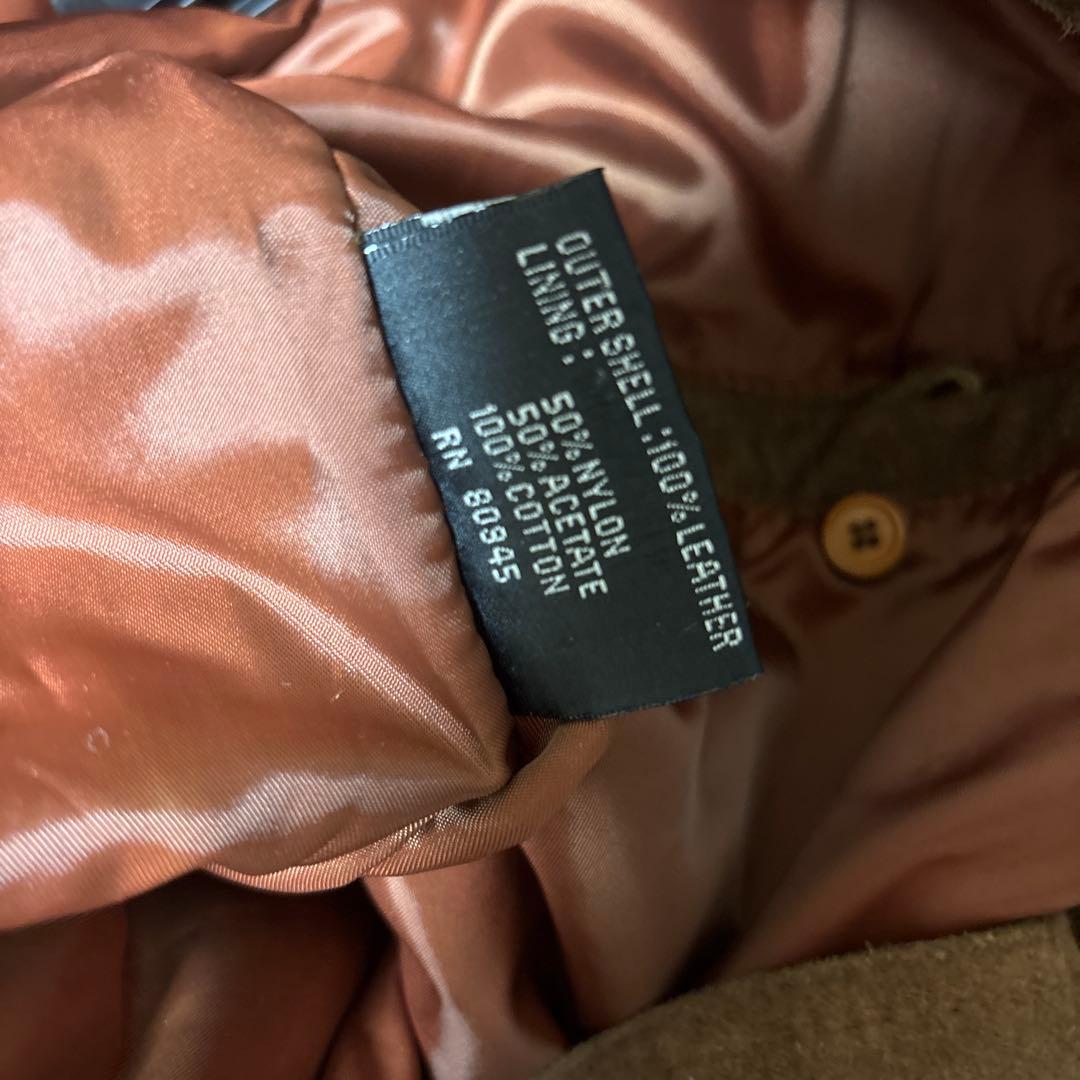 OUTER SHELL : 100% LEATHER
LINING :
50% NYLON
50% ACETATE
100% COTTON
RN 80945